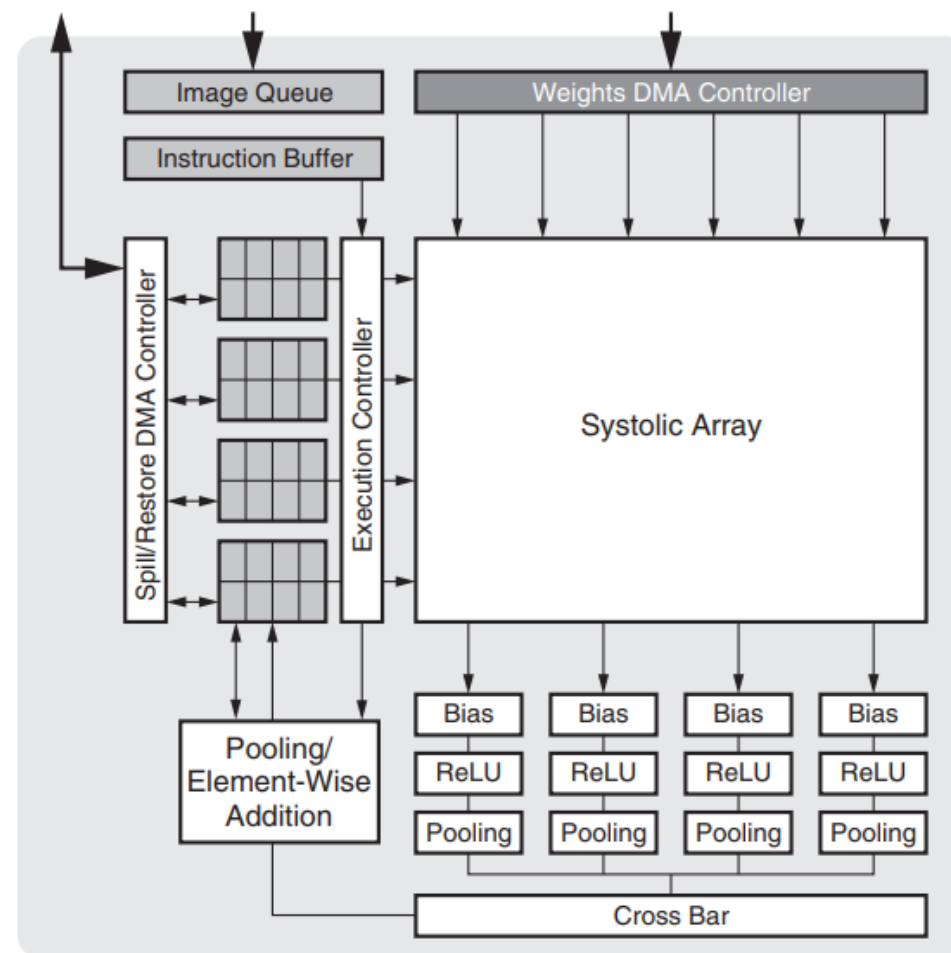 Image Queue
Weights DMA Controller
Instruction Buffer
Spill/Restore DMA Controller
Execution Controller
Systolic Array
Pooling/
Element-Wise
Addition
Bias
Bias
Bias
Bias
ReLU
ReLU
ReLU
ReLU
Pooling
Pooling
Pooling
Pooling
Cross Bar